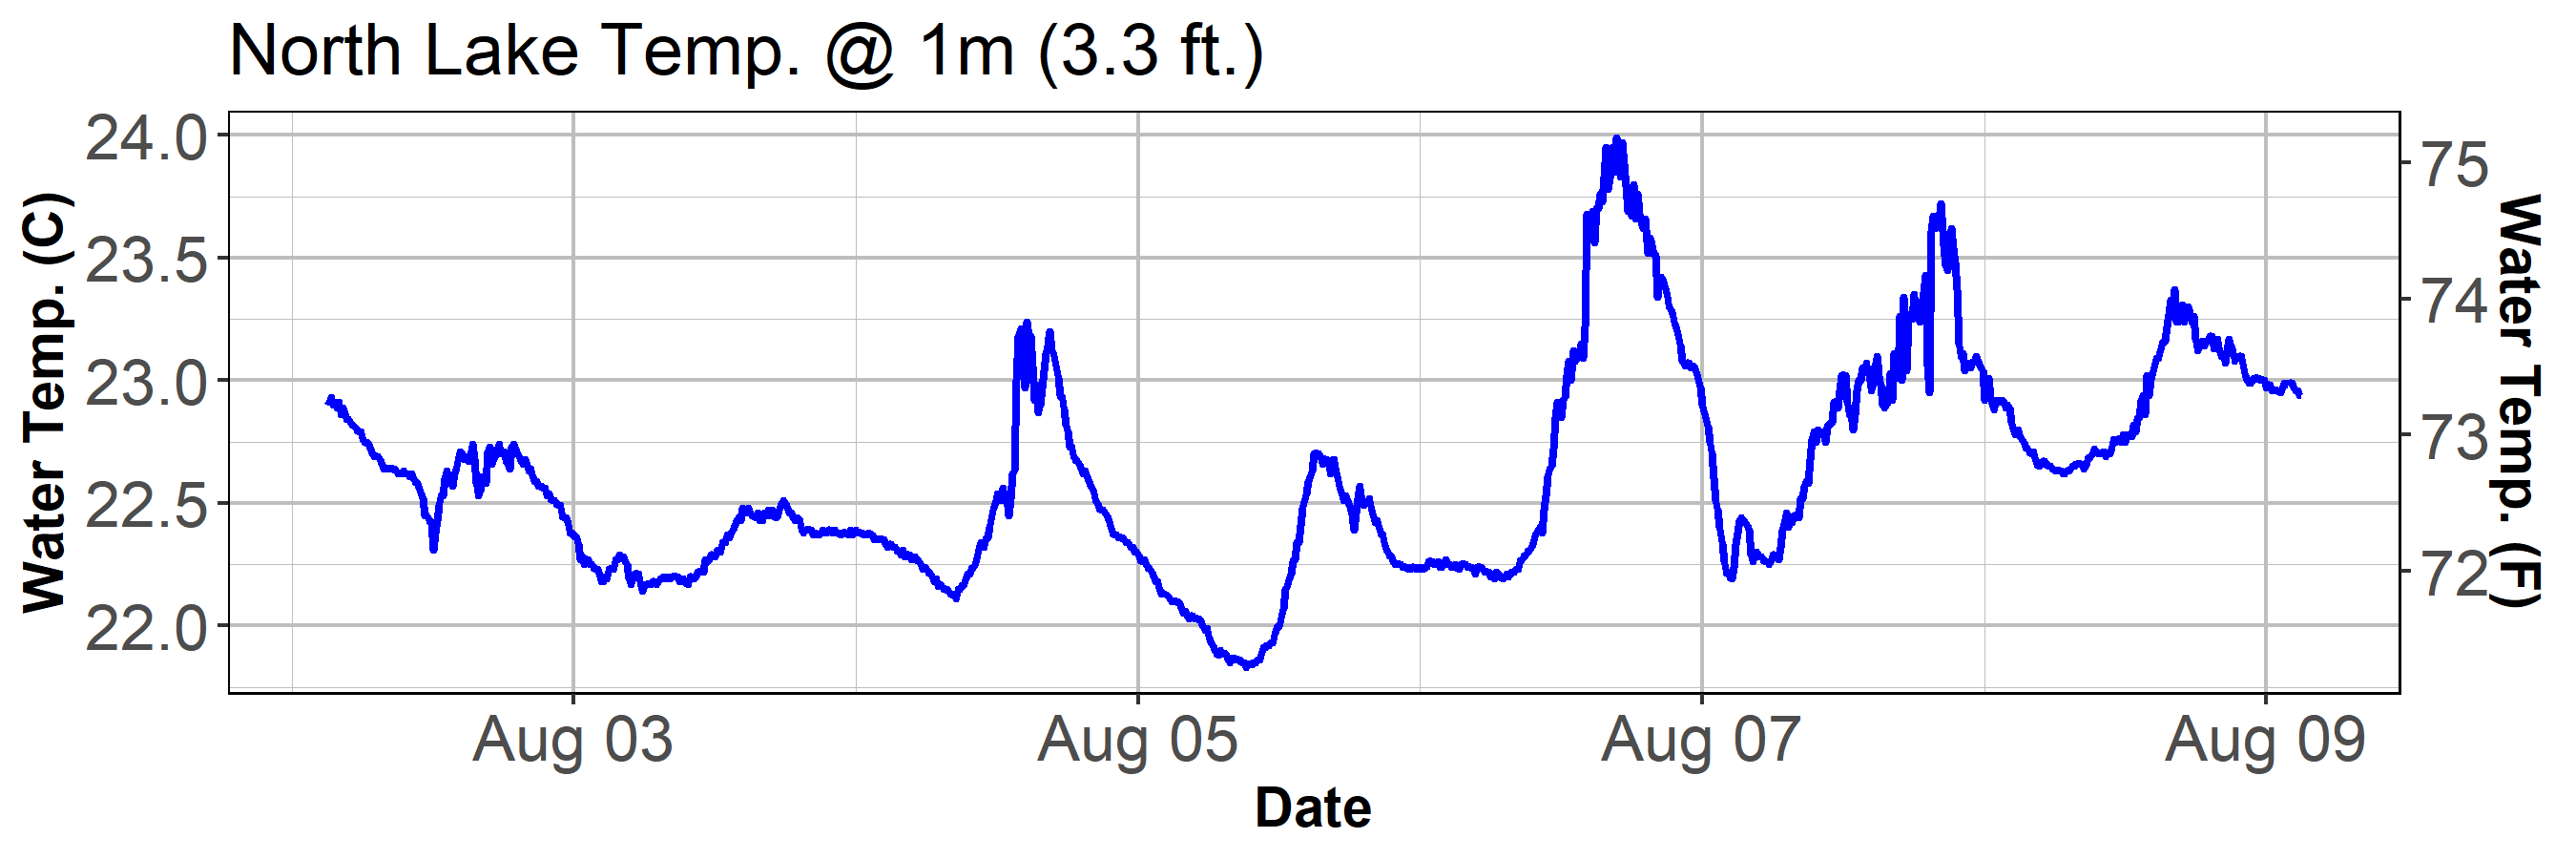 North Lake Temp. @ 1m (3.3 ft.)
Water Temp. (C)
24.0
23.5
23.0
22.5
22.0
75
74
73
72
Water Temp. (F)
Aug 03
Aug 05
Aug 07
Aug 09
Date